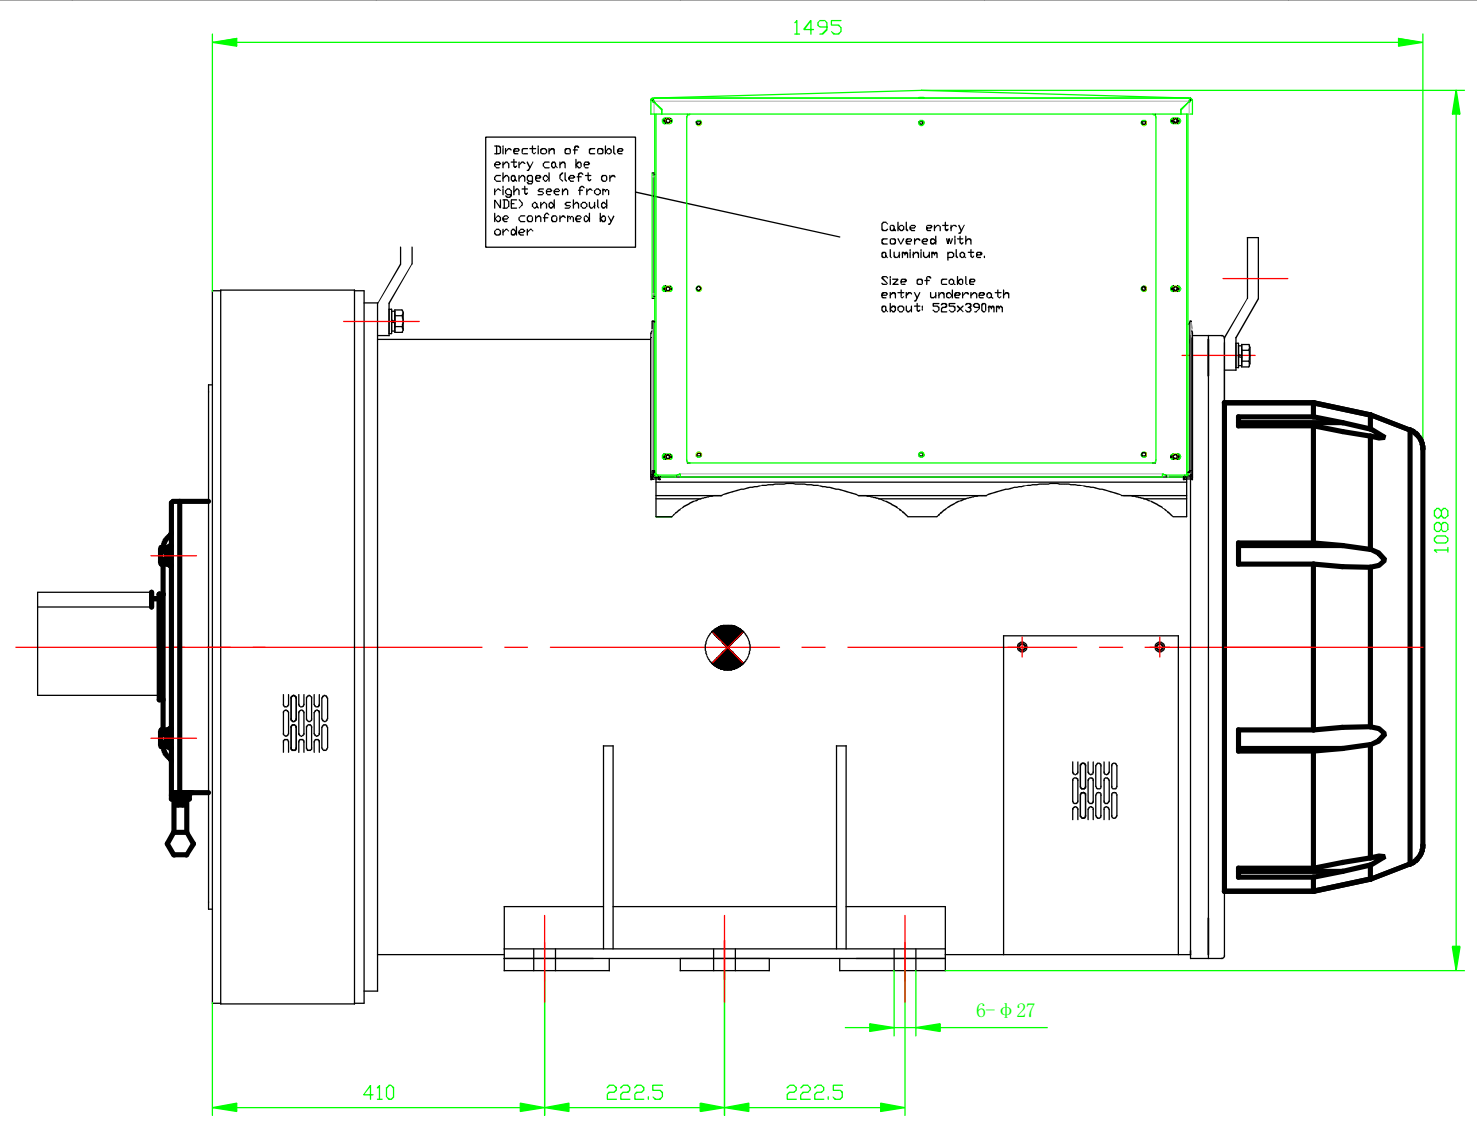 1495
Direction of cable
entry can be
changed (left or
right seen from
NDE) and should
be conformed by
order
Cable entry
covered with
aluminium plate.
Size of cable
entry underneath
about: 525x390mm
1088
6-ϕ27
410
222.5
222.5